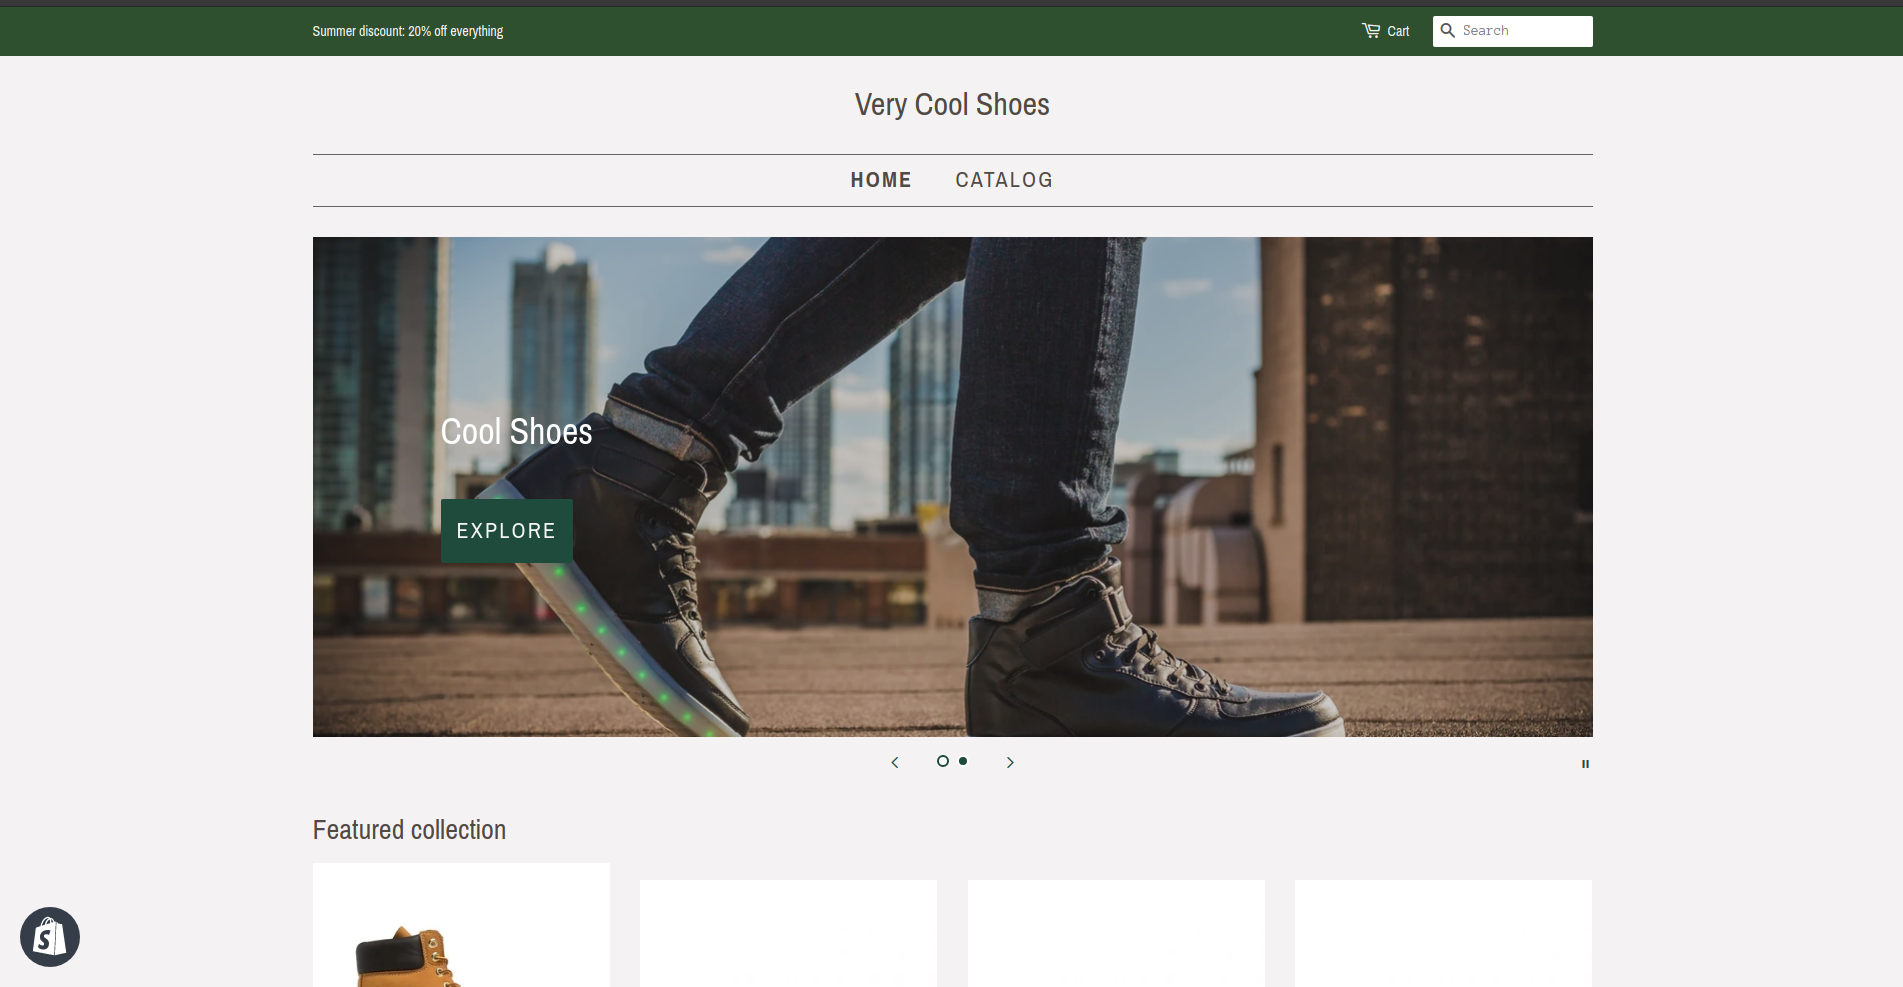 Summer discount: 20% off everything
Cart
Search
Very Cool Shoes
HOME CATALOG
Cool Shoes
EXPLORE
Featured collection
S